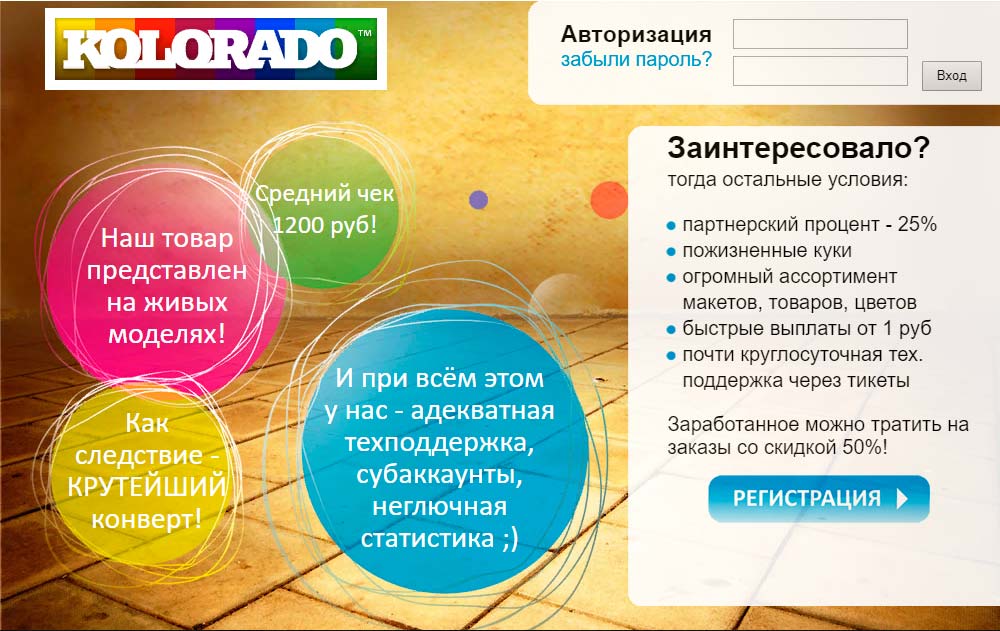 KOLORADO™
Авторизация
забыли пароль?
Вход
Средний чек
1200 руб!
Наш товар
представлен
на живых
моделях!
Как
следствие -
КРУТЕЙШИЙ
конверт!
И при всём этом
у нас - адекватная
техподдержка,
субаккаунты,
неглючная
статистика ;)
Заинтересовало?
тогда остальные условия:
партнерский процент - 25%
пожизненные куки
огромный ассортимент
макетов, товаров, цветов
быстрые выплаты от 1 руб
почти круглосуточная тех.
поддержка через тикеты
Заработанное можно тратить на
заказы со скидкой 50%!
РЕГИСТРАЦИЯ